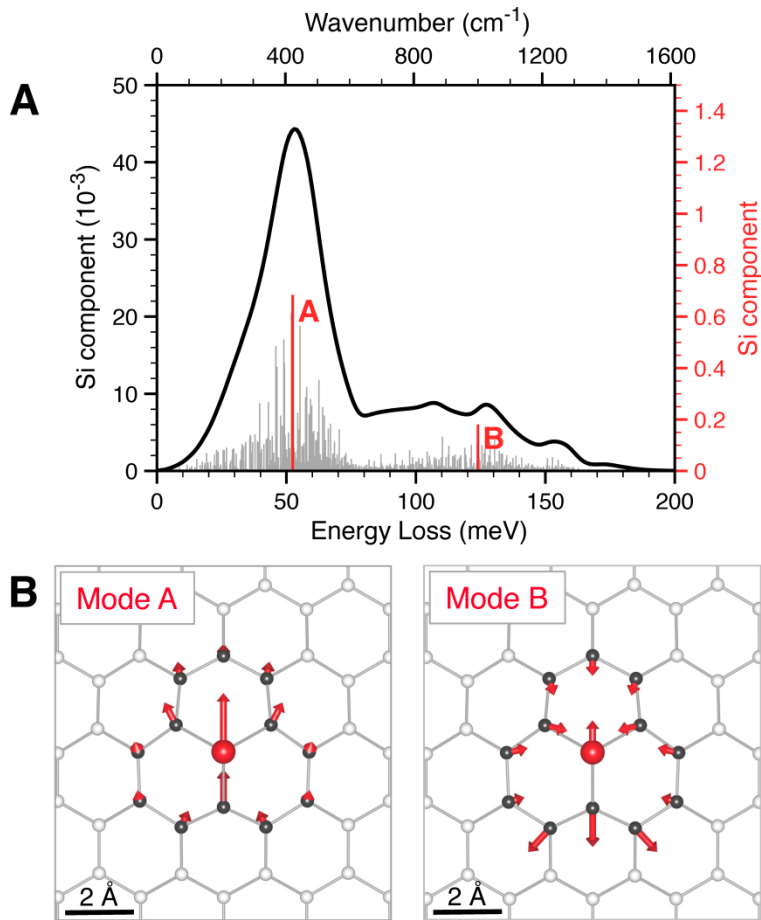 Wavenumber (cm⁻¹)
0 400 800 1200 1600
A
50
40
30
20
10
0
Si component (10⁻³)
A
B
1.4
1.2
1
0.8
0.6
0.4
0.2
0
Si component
0 50 100 150 200
Energy Loss (meV)
B
Mode A
2 Å
Mode B
2 Å